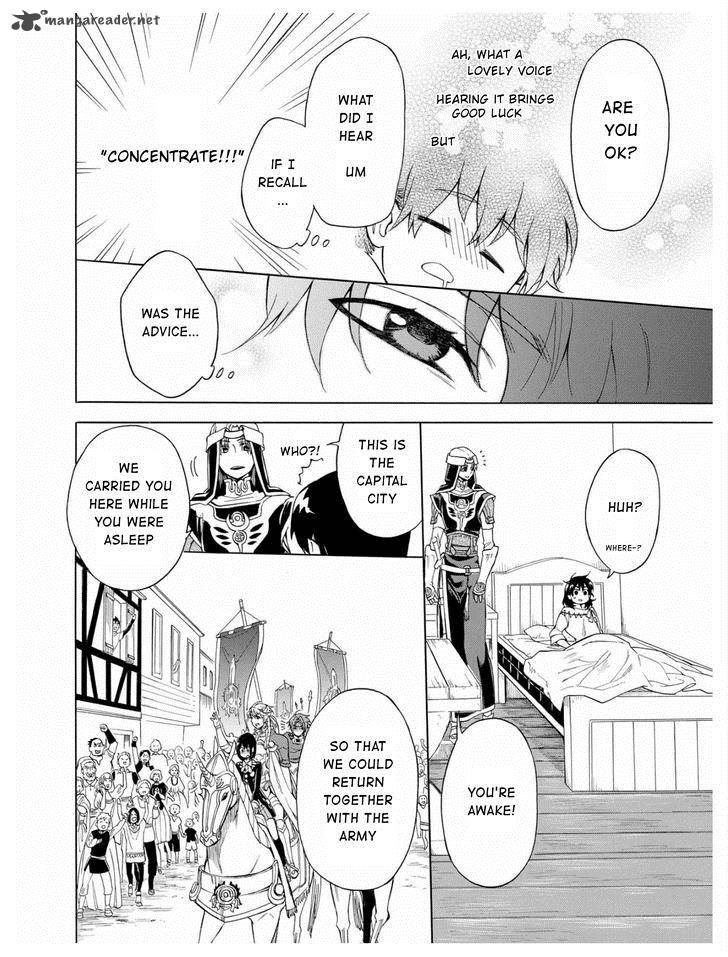 mangareader.net
ARE
YOU
OK?
AH, WHAT A
LOVELY VOICE
HEARING IT BRINGS
GOOD LUCK
BUT
WHAT
DID I
HEAR
UM
IF I
RECALL
...
"CONCENTRATE!!!"
WAS THE
ADVICE...
HUH?
WHERE-?
YOU'RE
AWAKE!
THIS IS
THE
CAPITAL
CITY
WHO?!
WE
CARRIED YOU
HERE WHILE
YOU WERE
ASLEEP
SO THAT
WE COULD
RETURN
TOGETHER
WITH THE
ARMY